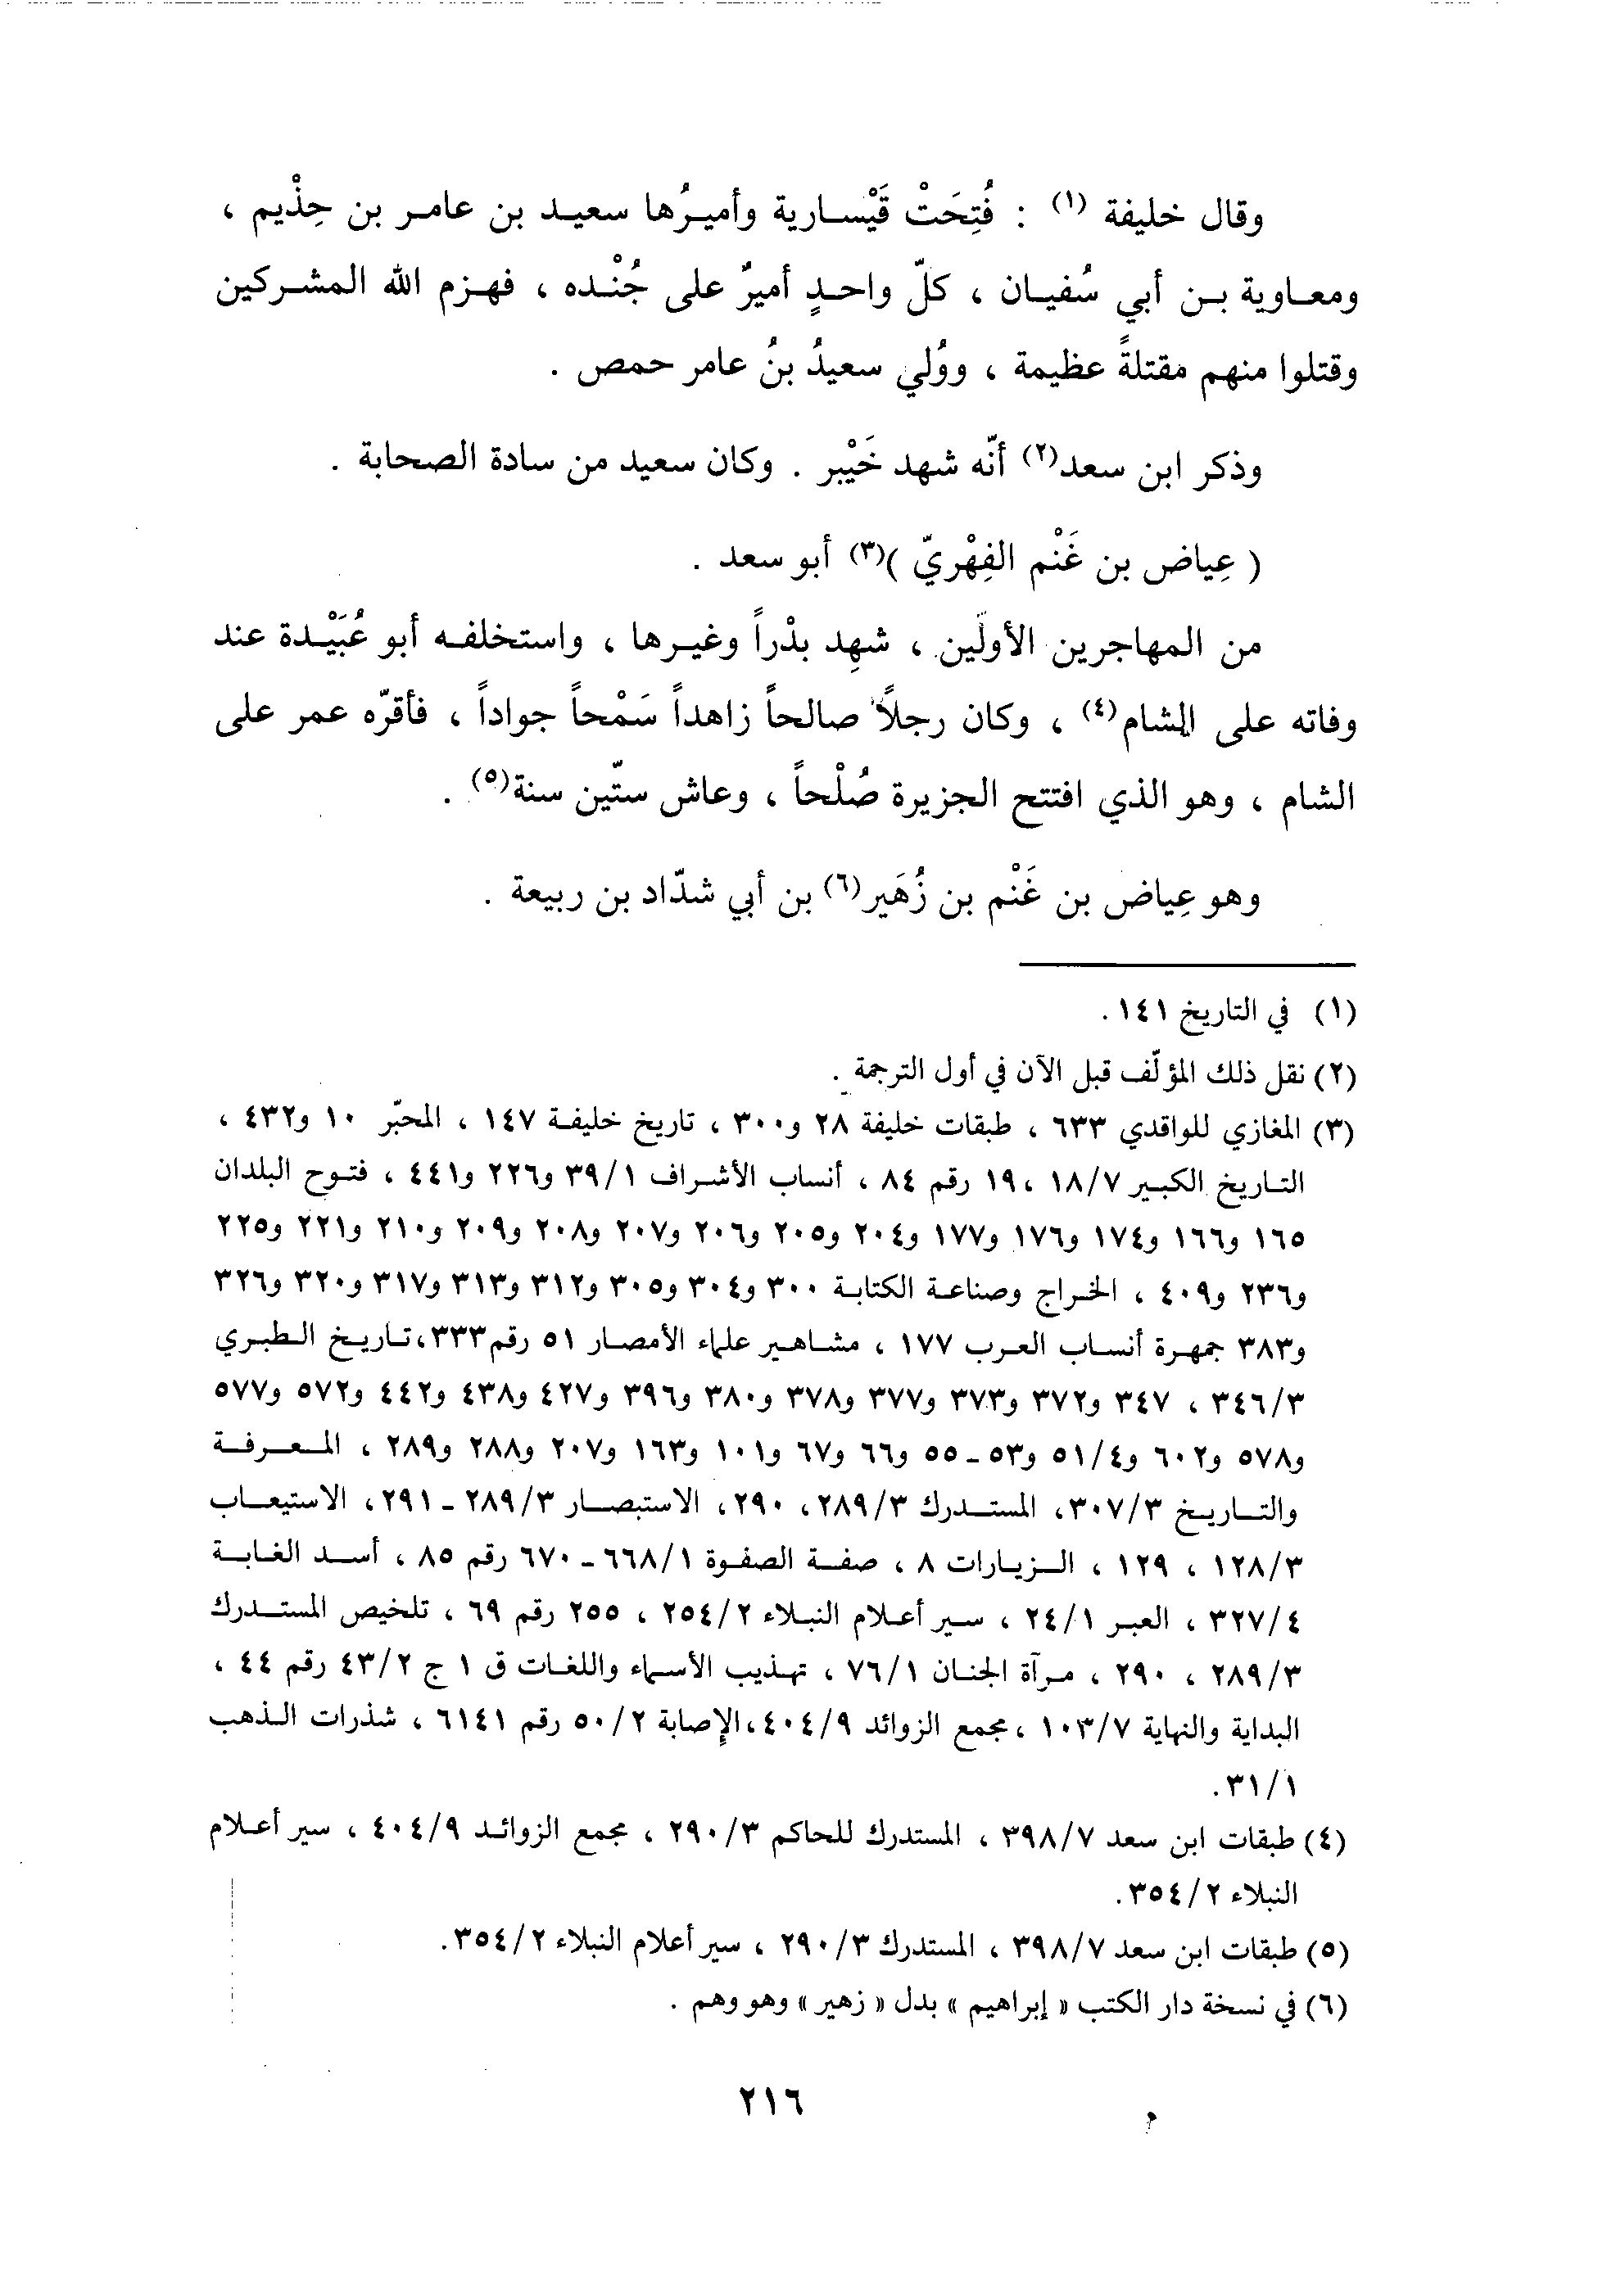 وقال خليفة (١) : فُتِحَتْ قَيْسارية وأميرُها سعيد بن عامر بن حِذْيم ،
ومعاوية بن أبي سُفيان ، كلّ واحدٍ أميرٌ على جُنْده ، فهزم الله المشركين
وقتلوا منهم مقتلةً عظيمة ، ووُلي سعيدُ بنُ عامر حمص .
وذكر ابن سعد(٢) أنّه شهد خَيْبر . وكان سعيد من سادة الصحابة .
( عِياض بن غَنْم الفِهْريّ )(٣) أبو سعد .
من المهاجرين الأولّين ، شهِد بدْراً وغيرها ، واستخلفه أبو عُبَيْدة عند
وفاته على الشام(٤) ، وكان رجلاً صالحاً زاهداً سَمْحاً جواداً ، فأقرّه عمر على
الشام ، وهو الذي افتتح الجزيرة صُلْحاً ، وعاش ستّين سنة(٥) .
وهو عِياض بن غَنْم بن زُهَير(٦) بن أبي شدّاد بن ربيعة .
(١) في التاريخ ١٤١ .
(٢) نقل ذلك المؤلّف قبل الآن في أول الترجمة .
(٣) المغازي للواقدي ٦٣٣ ، طبقات خليفة ٢٨ و٣٠٠ ، تاريخ خليفة ١٤٧ ، المحبّر ١٠ و٤٣٢ ،
التاريخ الكبير ١٨/٧ ،١٩ رقم ٨٤ ، أنساب الأشراف ٣٩/١ و٢٢٦ و٤٤١ ، فتوح البلدان
١٦٥ و١٦٦ و١٧٤ و١٧٦ و١٧٧ و٢٠٤ و٢٠٥ و٢٠٦ و٢٠٧ و٢٠٨ و٢٠٩ و٢١٠ و٢٢١ و٢٢٥
و٢٣٦ و٤٠٩ ، الخراج وصناعة الكتابة ٣٠٠ و٣٠٤ و٣٠٥ و٣١٢ و٣١٣ و٣١٧ و٣٢٠ و٣٢٦
و٣٨٣ جمهرة أنساب العرب ١٧٧ ، مشاهير علماء الأمصار ٥١ رقم٣٣٣،تاريخ الطبري
٣٤٦/٣ ، ٣٤٧ و٣٧٢ و٣٧٣ و٣٧٧ و٣٧٨ و٣٨٠ و٣٩٦ و٤٢٧ و٤٣٨ و٤٤٢ و٥٧٢ و٥٧٧
و٥٧٨ و٦٠٢ و٥١/٤ و٥٣ ـ ٥٥ و٦٦ و٦٧ و١٠١ و١٦٣ و٢٠٧ و٢٨٨ و٢٨٩ ، المعرفة
والتاريخ ٣٠٧/٣، المستدرك ٢٨٩/٣، ٢٩٠، الاستبصار ٢٨٩/٣ ـ ٢٩١، الاستيعاب
١٢٨/٣ ، ١٢٩ ، الزيارات ٨ ، صفة الصفوة ٦٦٨/١ ـ ٦٧٠ رقم ٨٥ ، أسد الغابة
٣٢٧/٤ ، العبر ٢٤/١ ، سير أعلام النبلاء ٢٥٤/٢ ، ٢٥٥ رقم ٦٩ ، تلخيص المستدرك
٢٨٩/٣ ، ٢٩٠ ، مرآة الجنان ٧٦/١ ، تهذيب الأسماء واللغات ق ١ ج ٤٣/٢ رقم ٤٤ ،
البداية والنهاية ١٠٣/٧ ، مجمع الزوائد ٤٠٤/٩،الإصابة ٥٠/٢ رقم ٦١٤١ ، شذرات الذهب
٣١/١.
(٤) طبقات ابن سعد ٣٩٨/٧ ، المستدرك للحاكم ٢٩٠/٣ ، مجمع الزوائد ٤٠٤/٩ ، سير أعلام
النبلاء ٣٥٤/٢.
(٥) طبقات ابن سعد ٣٩٨/٧ ، المستدرك ٢٩٠/٣ ، سير أعلام النبلاء ٣٥٤/٢.
(٦) في نسخة دار الكتب « إبراهيم » بدل « زهير » وهو وهم .
٢١٦